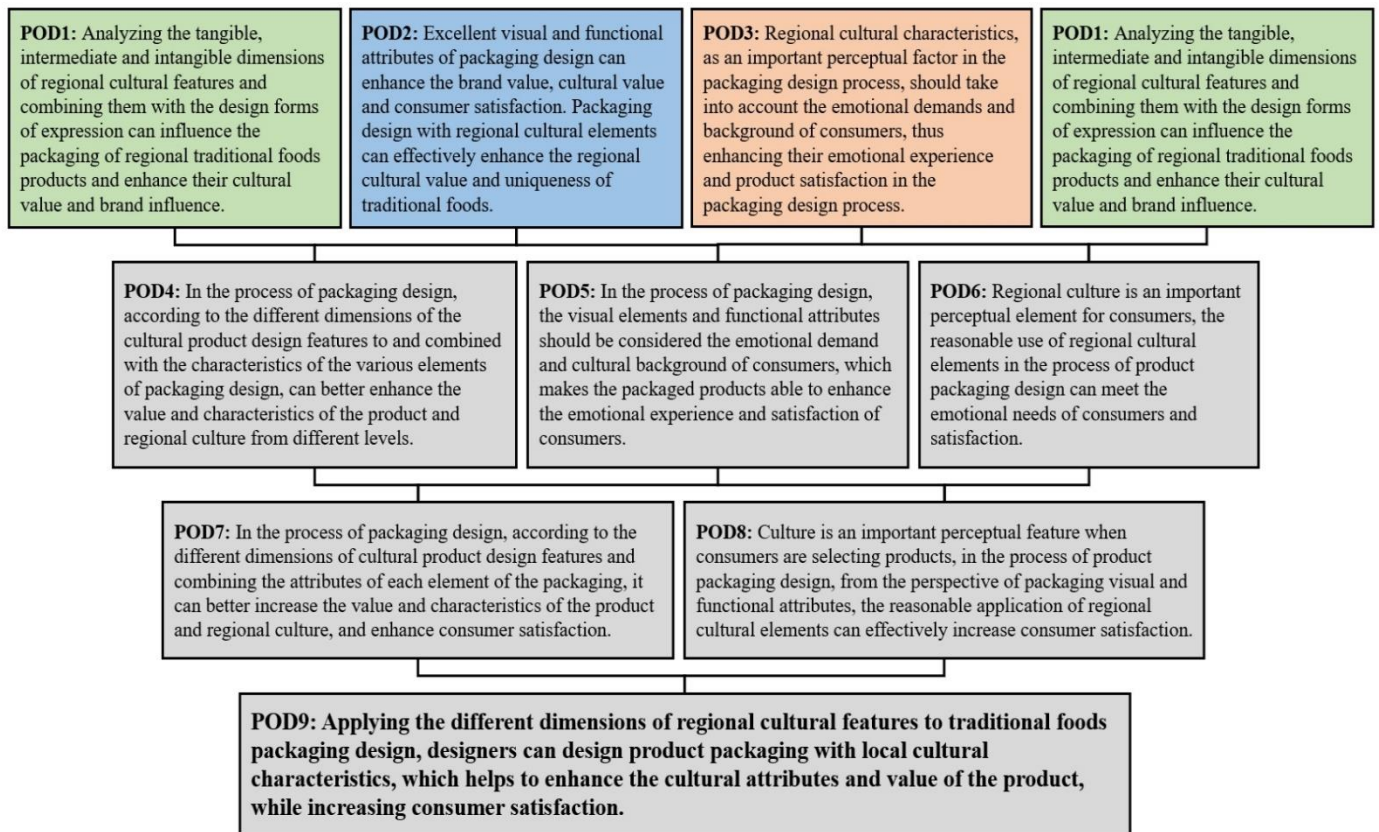 POD1: Analyzing the tangible,
intermediate and intangible dimensions
of regional cultural features and
combining them with the design forms
of expression can influence the
packaging of regional traditional foods
products and enhance their cultural
value and brand influence.
POD2: Excellent visual and functional
attributes of packaging design can
enhance the brand value, cultural value
and consumer satisfaction. Packaging
design with regional cultural elements
can effectively enhance the regional
cultural value and uniqueness of
traditional foods.
POD3: Regional cultural characteristics,
as an important perceptual factor in the
packaging design process, should take
into account the emotional demands and
background of consumers, thus
enhancing their emotional experience
and product satisfaction in the
packaging design process.
POD1: Analyzing the tangible,
intermediate and intangible dimensions
of regional cultural features and
combining them with the design forms
of expression can influence the
packaging of regional traditional foods
products and enhance their cultural
value and brand influence.
POD4: In the process of packaging design,
according to the different dimensions of the
cultural product design features to and combined
with the characteristics of the various elements
of packaging design, can better enhance the
value and characteristics of the product and
regional culture from different levels.
POD5: In the process of packaging design,
the visual elements and functional attributes
should be considered the emotional demand
and cultural background of consumers, which
makes the packaged products able to enhance
the emotional experience and satisfaction of
consumers.
POD6: Regional culture is an important
perceptual element for consumers, the
reasonable use of regional cultural
elements in the process of product
packaging design can meet the
emotional needs of consumers and
satisfaction.
POD7: In the process of packaging design, according to the
different dimensions of cultural product design features and
combining the attributes of each element of the packaging, it
can better increase the value and characteristics of the product
and regional culture, and enhance consumer satisfaction.
POD8: Culture is an important perceptual feature when
consumers are selecting products, in the process of product
packaging design, from the perspective of packaging visual and
functional attributes, the reasonable application of regional
cultural elements can effectively increase consumer satisfaction.
POD9: Applying the different dimensions of regional cultural features to traditional foods
packaging design, designers can design product packaging with local cultural
characteristics, which helps to enhance the cultural attributes and value of the product,
while increasing consumer satisfaction.